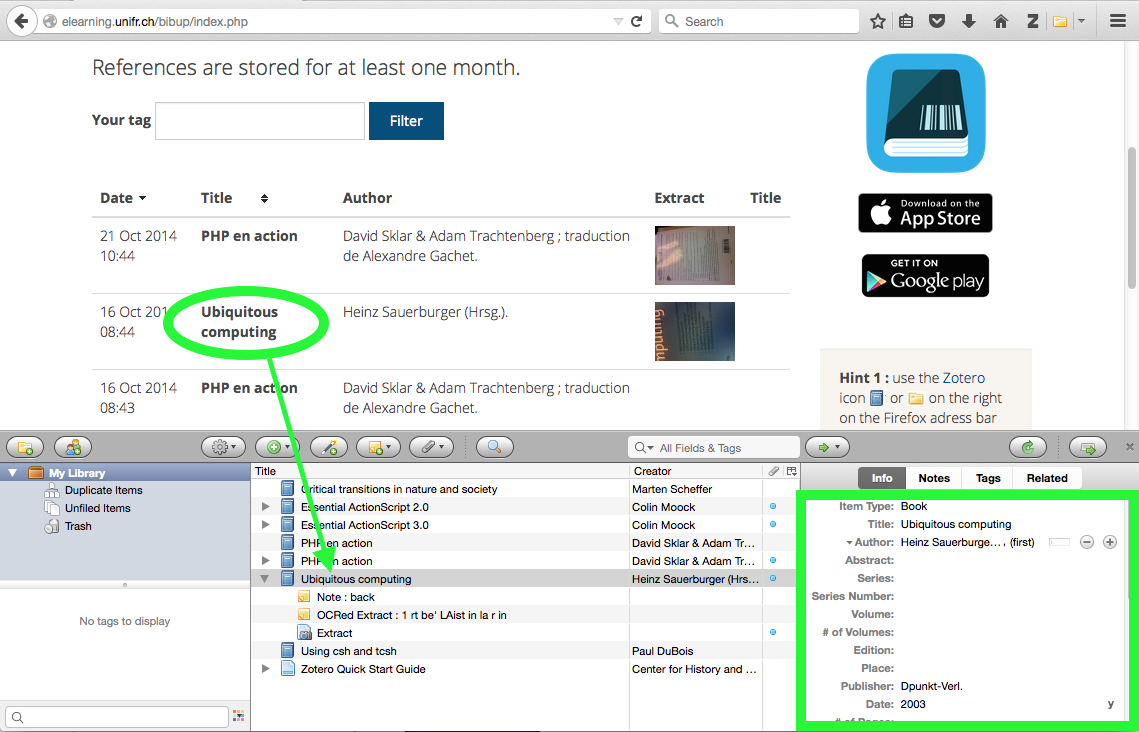 elearning.unifr.ch/bibup/index.php
Search
References are stored for at least one month.
Your tag
Filter
Date Title Author Extract Title
21 Oct 2014 PHP en action David Sklar & Adam Trachtenberg ; traduction
10:44 de Alexandre Gachet.
16 Oct 201 Ubiquitous Heinz Sauerburger (Hrsg.).
08:44 computing
mputing
16 Oct 2014 PHP en action David Sklar & Adam Trachtenberg ; traduction
08:43 de Alexandre Gachet.
Download on the
App Store
GET IT ON
Google play
Hint 1 : use the Zotero
icon or on the right
on the Firefox adress bar
All Fields & Tags
My Library
Duplicate Items
Unfiled Items
Trash
No tags to display
Title Creator
Critical transitions in nature and society Marten Scheffer
Essential ActionScript 2.0 Colin Moock
Essential ActionScript 3.0 Colin Moock
PHP en action David Sklar & Adam Tr...
PHP en action David Sklar & Adam Tr...
Ubiquitous computing Heinz Sauerburger (Hrs...
Note : back
OCRed Extract : 1 rt be' LAist in la r in
Extract
Using csh and tcsh Paul DuBois
Zotero Quick Start Guide Center for History and ...
Info Notes Tags Related
Item Type: Book
Title: Ubiquitous computing
Author: Heinz Sauerburge... , (first)
Abstract:
Series:
Series Number:
Volume:
# of Volumes:
Edition:
Place:
Publisher: Dpunkt-Verl.
Date: 2003 y
# of Pages: